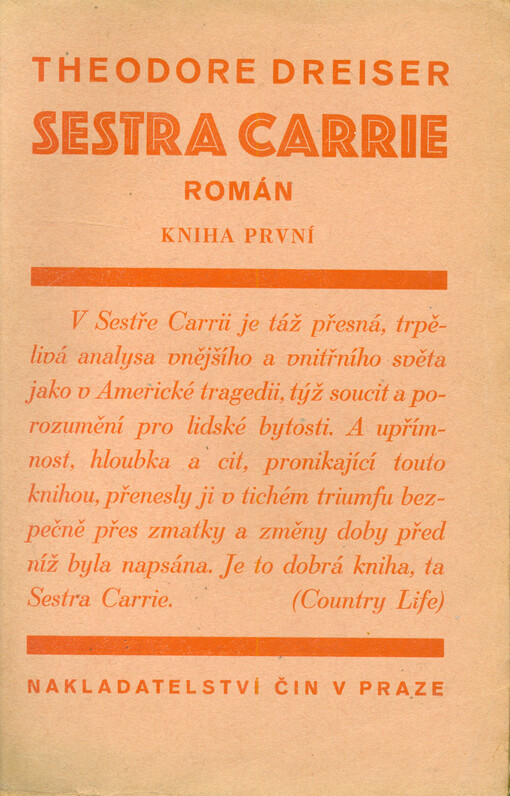 THEODORE DREISER
SESTRA CARRIE
ROMÁN
KNIHA PRVNÍ
V Sestře Carrii je táž přesná, trpě-
livá analysa vnějšího a vnitřního světa
jako v Americké tragedii, týž soucit a po-
rozumění pro lidské bytosti. A upřím-
nost, hloubka a cit, pronikající touto
knihou, přenesly ji v tichém triumfu bez-
pečně přes zmatky a změny doby před
níž byla napsána. Je to dobrá kniha, ta
Sestra Carrie. (Country Life)
NAKLADATELSTVÍ ČIN V PRAZE